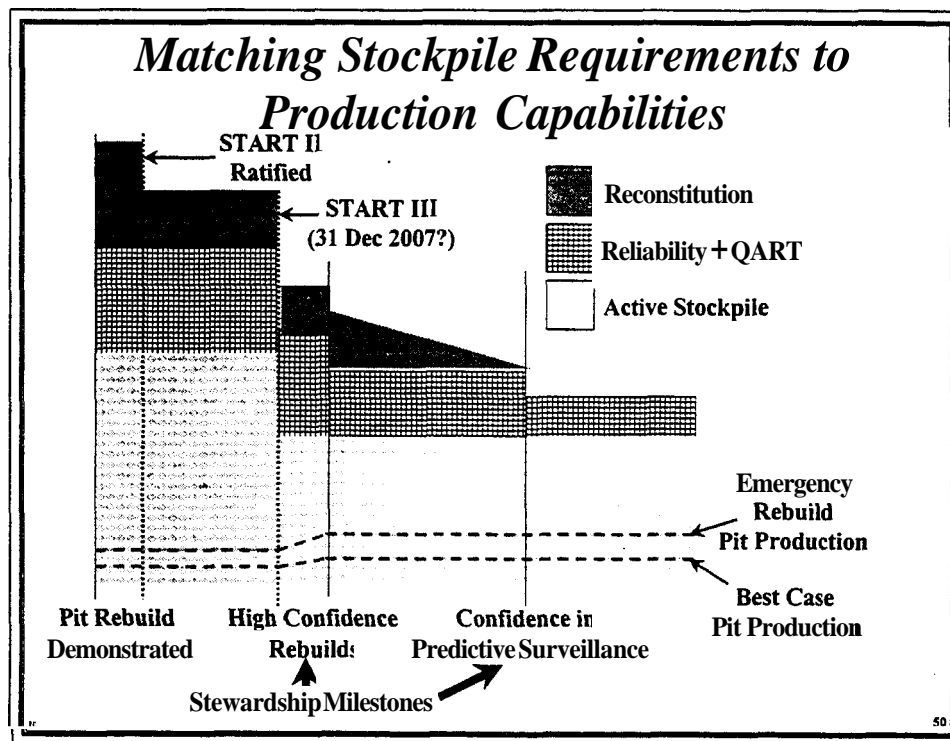 Matching Stockpile Requirements to
Production Capabilities
START II
Ratified
START III
(31 Dec 2007?)
Reconstitution
Reliability + QART
Active Stockpile
Emergency
Rebuild
Pit Production
Best Case
Pit Production
Pit Rebuild
Demonstrated
High Confidence
Rebuilds
Confidence in
Predictive Surveillance
Stewardship Milestones
50